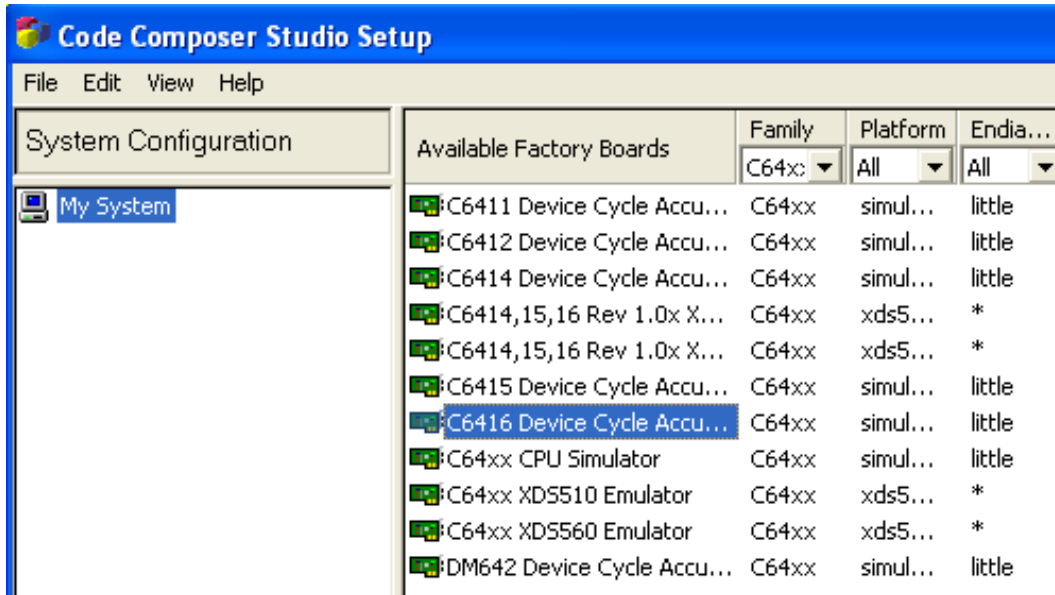 Code Composer Studio Setup
File Edit View Help
System Configuration
Available Factory Boards Family Platform Endia...
C64x All All
My System
C6411 Device Cycle Accu... C64xx simul... little
C6412 Device Cycle Accu... C64xx simul... little
C6414 Device Cycle Accu... C64xx simul... little
C6414,15,16 Rev 1.0x X... C64xx xds5... *
C6414,15,16 Rev 1.0x X... C64xx xds5... *
C6415 Device Cycle Accu... C64xx simul... little
C6416 Device Cycle Accu... C64xx simul... little
C64xx CPU Simulator C64xx simul... little
C64xx XDS510 Emulator C64xx xds5... *
C64xx XDS560 Emulator C64xx xds5... *
DM642 Device Cycle Accu... C64xx simul... little